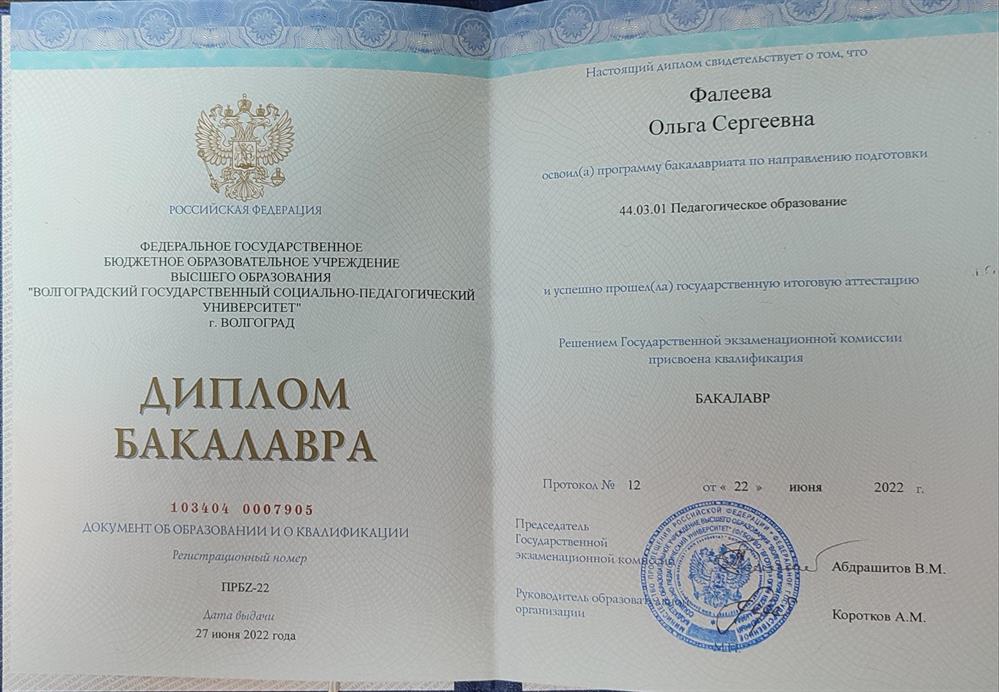 РОССИЙСКАЯ ФЕДЕРАЦИЯ
ФЕДЕРАЛЬНОЕ ГОСУДАРСТВЕННОЕ
БЮДЖЕТНОЕ ОБРАЗОВАТЕЛЬНОЕ УЧРЕЖДЕНИЕ
ВЫСШЕГО ОБРАЗОВАНИЯ
"ВОЛГОГРАДСКИЙ ГОСУДАРСТВЕННЫЙ СОЦИАЛЬНО-ПЕДАГОГИЧЕСКИЙ
УНИВЕРСИТЕТ"
г. ВОЛГОГРАД
ДИПЛОМ
БАКАЛАВРА
103404 0007905
ДОКУМЕНТ ОБ ОБРАЗОВАНИИ И О КВАЛИФИКАЦИИ
Регистрационный номер
ПРБZ-22
Дата выдачи
27 июня 2022 года
Настоящий диплом свидетельствует о том, что
Фалеева
Ольга Сергеевна
освоил(а) программу бакалавриата по направлению подготовки
44.03.01 Педагогическое образование
и успешно прошел(ла) государственную итоговую аттестацию
Решением Государственной экзаменационной комиссии
присвоена квалификация
БАКАЛАВР
Протокол № 12 от « 22 » июня 2022 г.
Председатель
Государственной
экзаменационной комиссии
Абдрашитов В.М.
Руководитель
организации
Коротков А.М.